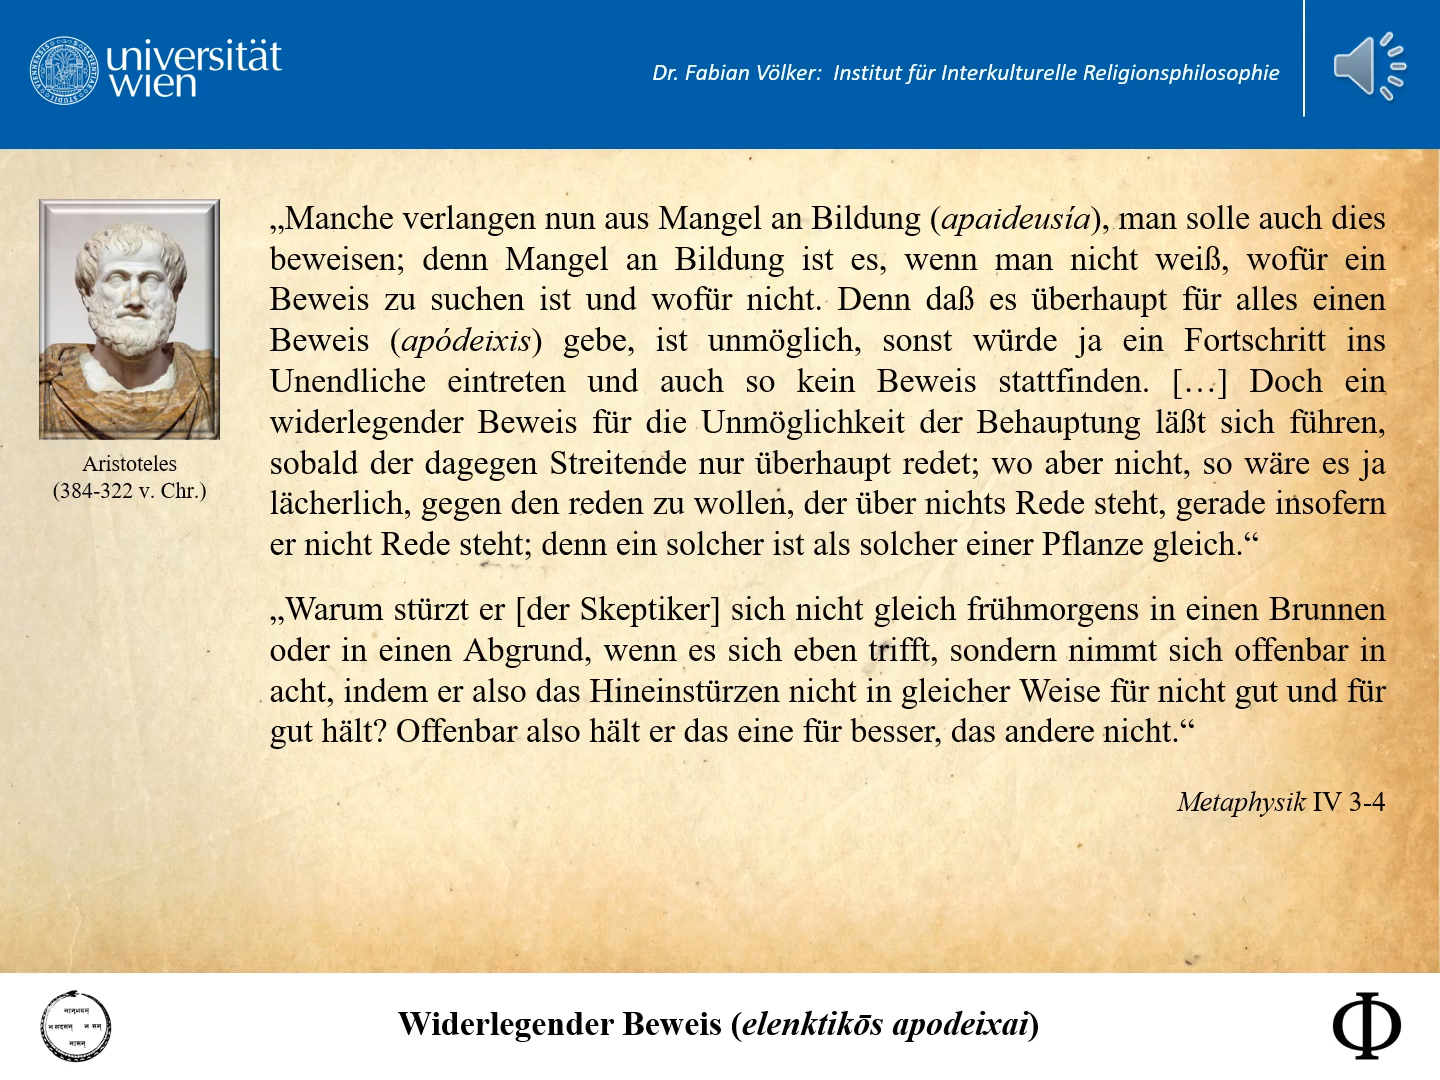 universität
wien
Dr. Fabian Völker: Institut für Interkulturelle Religionsphilosophie
„Manche verlangen nun aus Mangel an Bildung (apaideusía), man solle auch dies
beweisen; denn Mangel an Bildung ist es, wenn man nicht weiß, wofür ein
Beweis zu suchen ist und wofür nicht. Denn daß es überhaupt für alles einen
Beweis (apódeixis) gebe, ist unmöglich, sonst würde ja ein Fortschritt ins
Unendliche eintreten und auch so kein Beweis stattfinden. […] Doch ein
widerlegender Beweis für die Unmöglichkeit der Behauptung läßt sich führen,
sobald der dagegen Streitende nur überhaupt redet; wo aber nicht, so wäre es ja
lächerlich, gegen den reden zu wollen, der über nichts Rede steht, gerade insofern
er nicht Rede steht; denn ein solcher ist als solcher einer Pflanze gleich.“
Aristoteles
(384-322 v. Chr.)
„Warum stürzt er [der Skeptiker] sich nicht gleich frühmorgens in einen Brunnen
oder in einen Abgrund, wenn es sich eben trifft, sondern nimmt sich offenbar in
acht, indem er also das Hineinstürzen nicht in gleicher Weise für nicht gut und für
gut hält? Offenbar also hält er das eine für besser, das andere nicht.“
Metaphysik IV 3-4
Widerlegender Beweis (elenktikōs apodeixai)
Φ